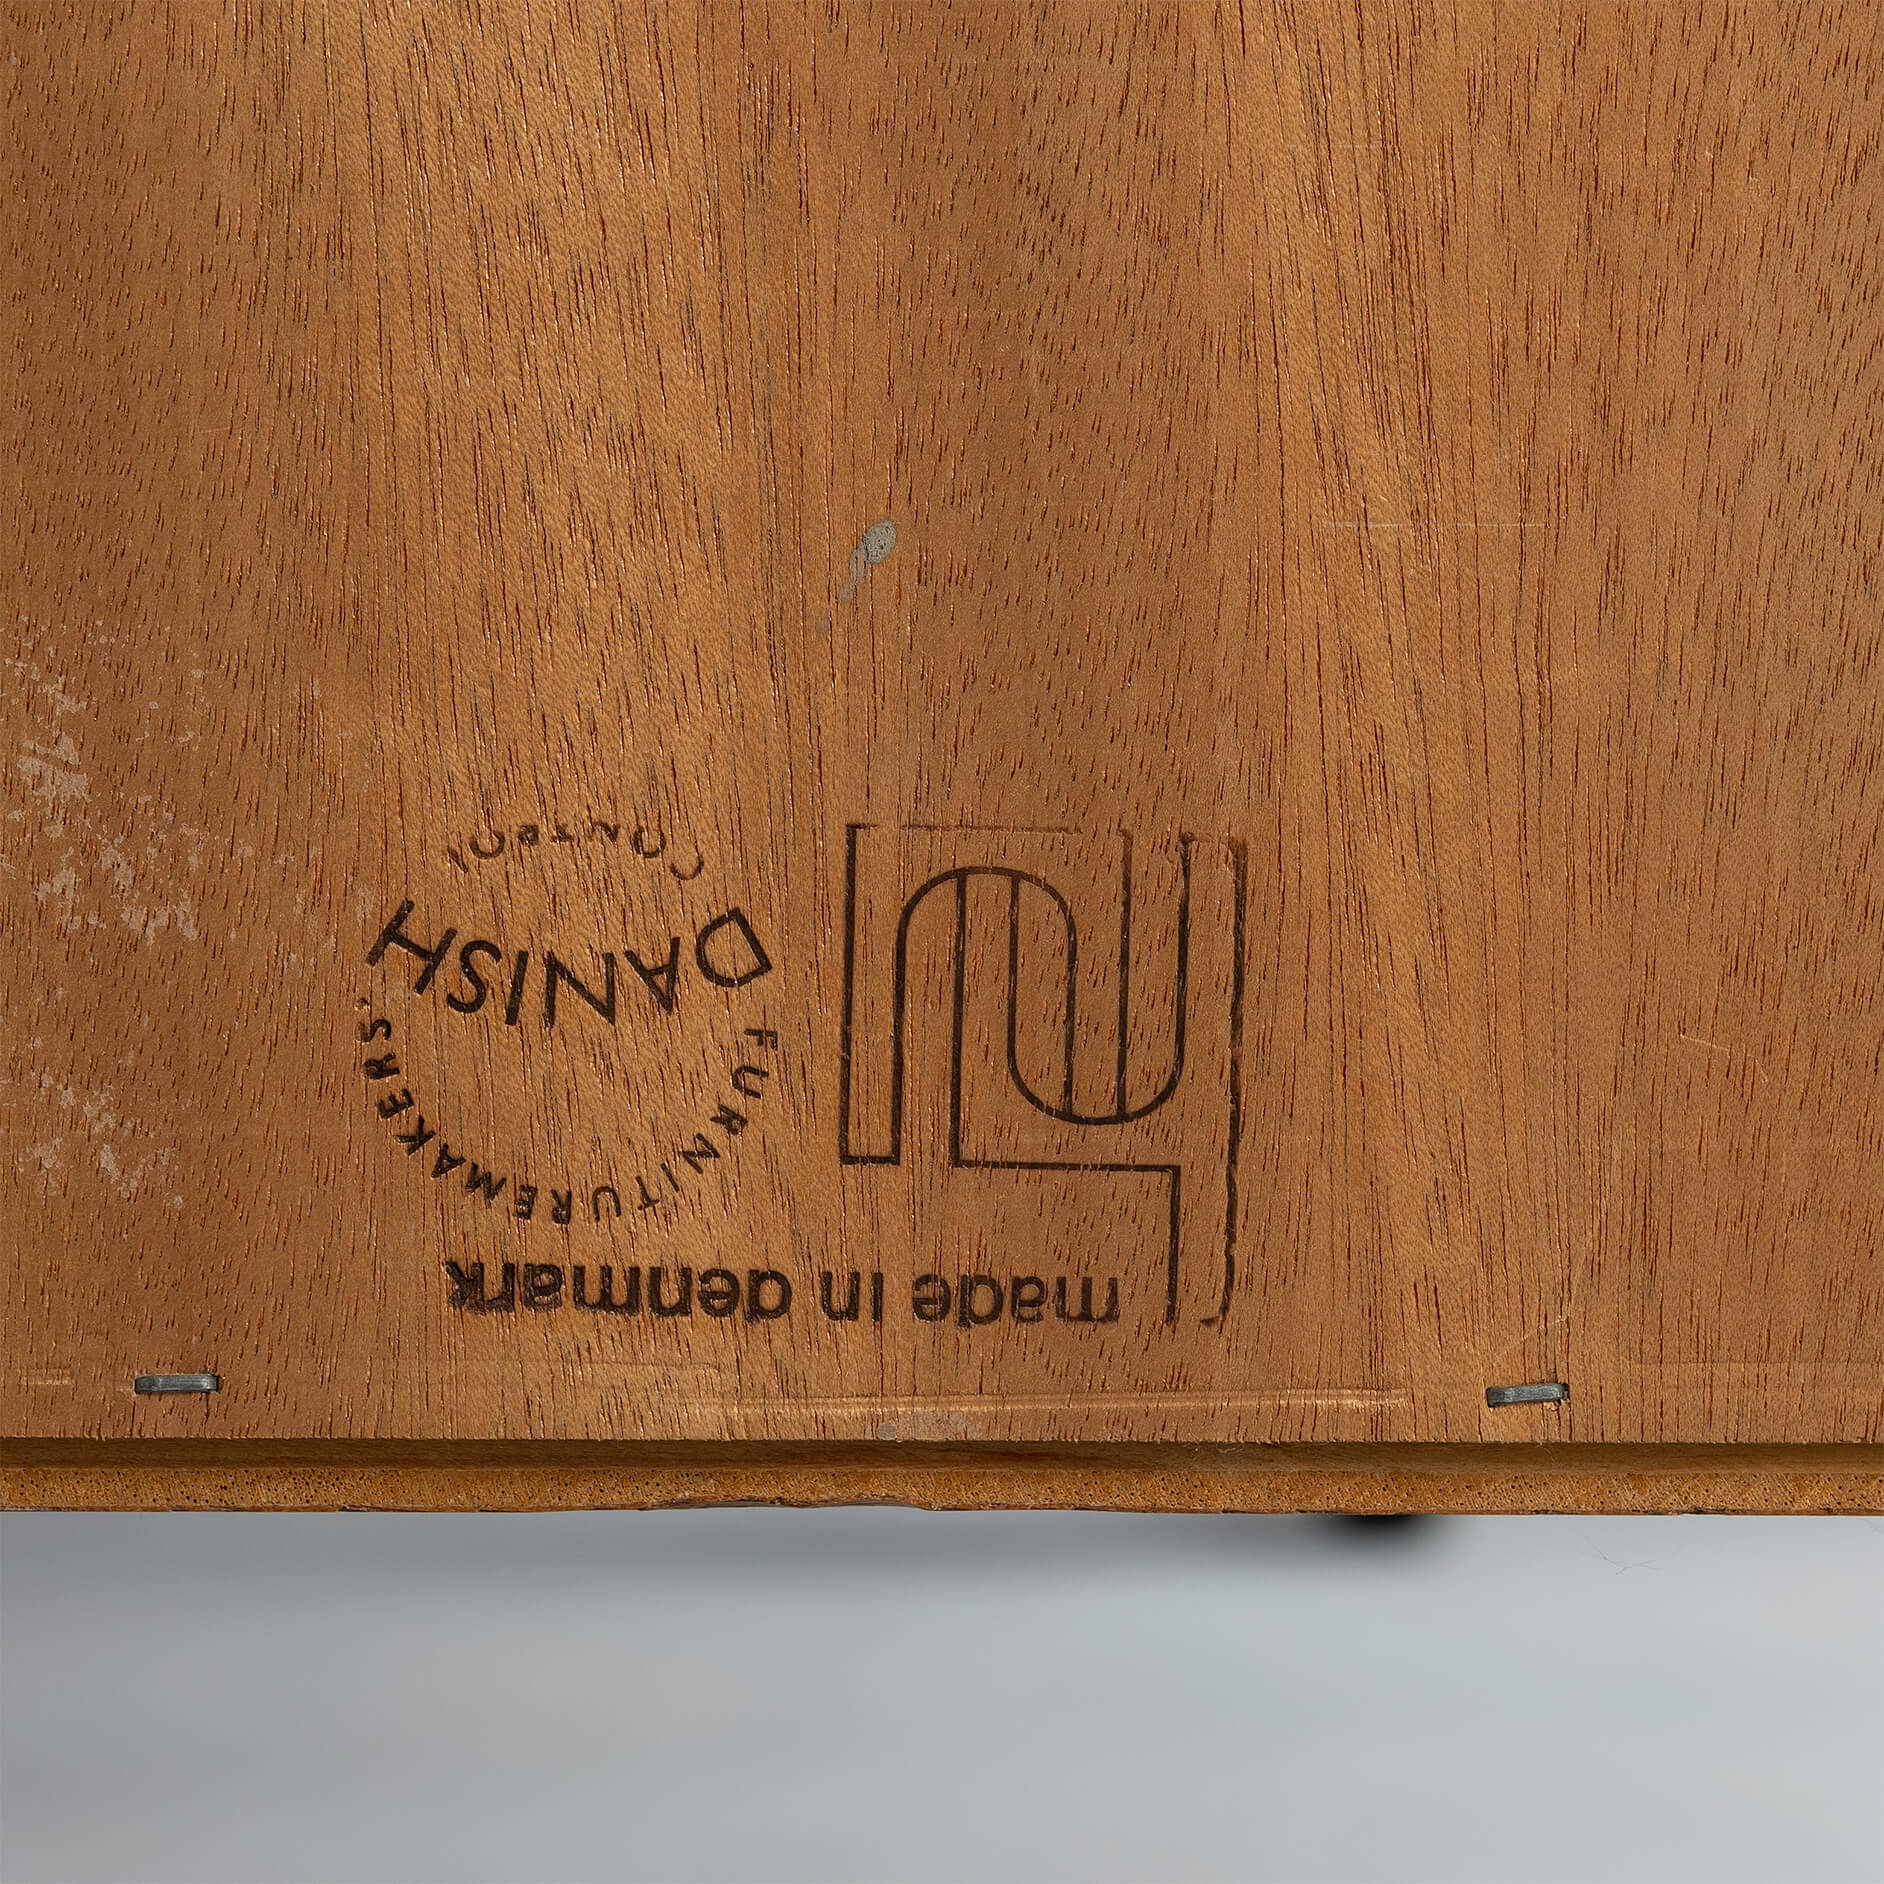 made in denmark
DANISH
FURNITUREMAKERS'
CONTROL